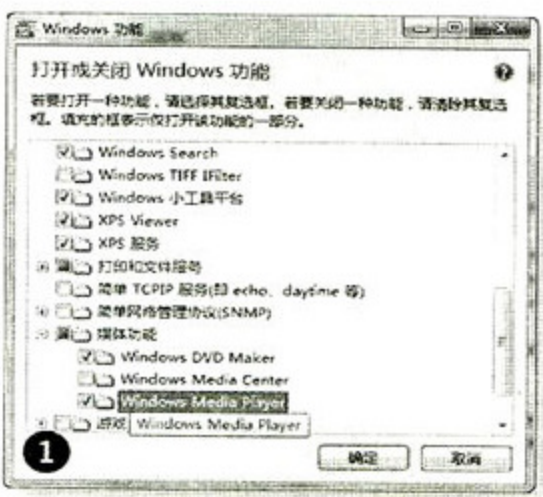 Windows 功能
打开或关闭 Windows 功能
若要打开一种功能，请选择其复选框。若要关闭一种功能，请清除其复选
框。填充的框表示仅打开该功能的一部分。
Windows Search
Windows TIFF IFilter
Windows 小工具平台
XPS Viewer
XPS 服务
打印和文件服务
简单 TCPIP 服务(即 echo、daytime 等)
简单网络管理协议(SNMP)
媒体功能
Windows DVD Maker
Windows Media Center
Windows Media Player
游戏 Windows Media Player
1 确定 取消